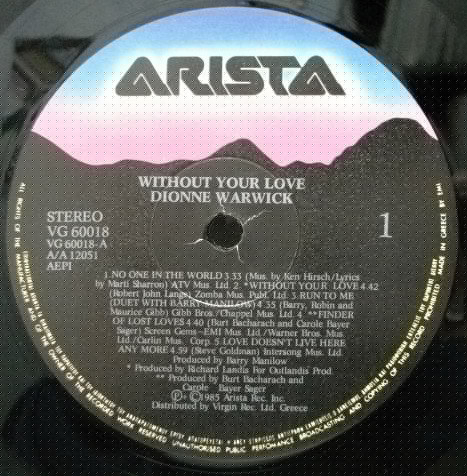 ARISTA
WITHOUT YOUR LOVE
DIONNE WARWICK
STEREO
VG 60018
VG 60018-A
A/A 12051
AEPI
1
1.NO ONE IN THE WORLD 3.33 (Mus. by Ken Hirsch/Lyrics
by Marti Sharron) ATV Mus. Ltd. 2. *WITHOUT YOUR LOVE 4.42
(Robert John Lange) Zomba Mus. Publ. Ltd. 3.RUN TO ME
(DUET WITH BARRY MANILOW) 4.35 (Barry, Robin and
Maurice Gibb) Gibb Bros/Chappel Mus. Ltd. 4. **FINDER
OF LOST LOVES 4.40 (Burt Bacharach and Carole Bayer
Sager) Screen Gems-EMI Mus. Ltd/Warner Bros. Mus.
Ltd/Carlin Mus. Corp. 5.LOVE DOESN'T LIVE HERE
ANY MORE 4.59 (Steve Goldman) Intersong Mus. Ltd.
Produced by Barry Manilow
* Produced by Richard Landis For Outlandis Prod.
** Produced by Burt Bacharach and
Carole Bayer Sager
℗+© 1985 Arista Rec. Inc.
Distributed by Virgin Rec. Ltd. Greece
ALL RIGHTS OF THE MANUFACTURER
AND OF THE OWNER OF THE RECORDED WORK RESERVED UNAUTHORISED PUBLIC PERFOMANCE BROADCASTING AND COPYING OF THIS RECORD PROHIBITED MADE IN GREECE BY EMI